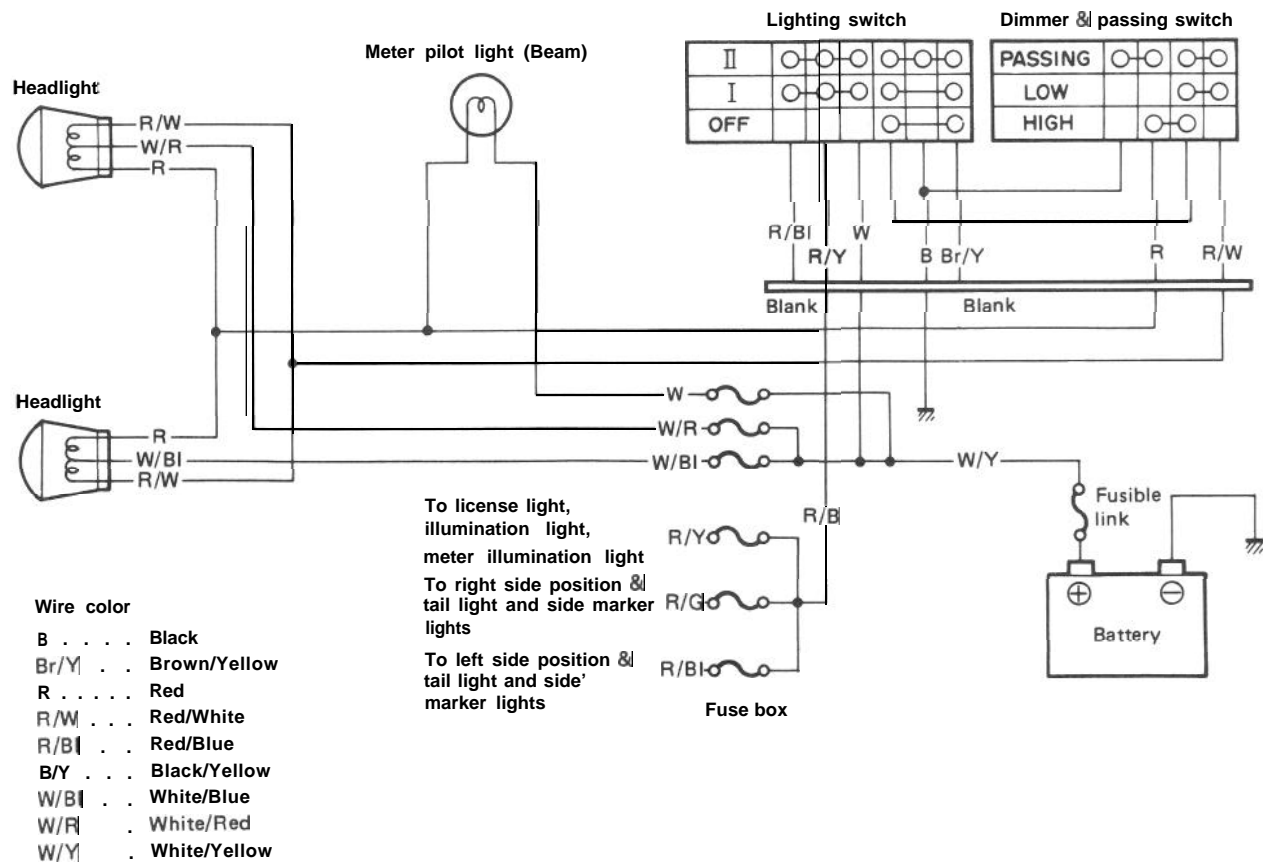 Lighting switch
Dimmer & passing switch
Meter pilot light (Beam)
II
I
OFF
PASSING
LOW
HIGH
Headlight
R/W
W/R
R
R/Bl
R/Y
W
B
Br/Y
R
R/W
Blank
Blank
Headlight
R
W/Bl
R/W
W
W/R
W/Bl
W/Y
Fusible
link
R/B
To license light,
illumination light,
meter illumination light
R/Y
To right side position &
tail light and side marker
lights
R/G
To left side position &
tail light and side'
marker lights
R/Bl
Fuse box
+
−
Battery
Wire color
B . . . . Black
Br/Y . . Brown/Yellow
R . . . . . Red
R/W . . . Red/White
R/Bl . . Red/Blue
B/Y . . . Black/Yellow
W/Bl . . White/Blue
W/R . White/Red
W/Y . White/Yellow